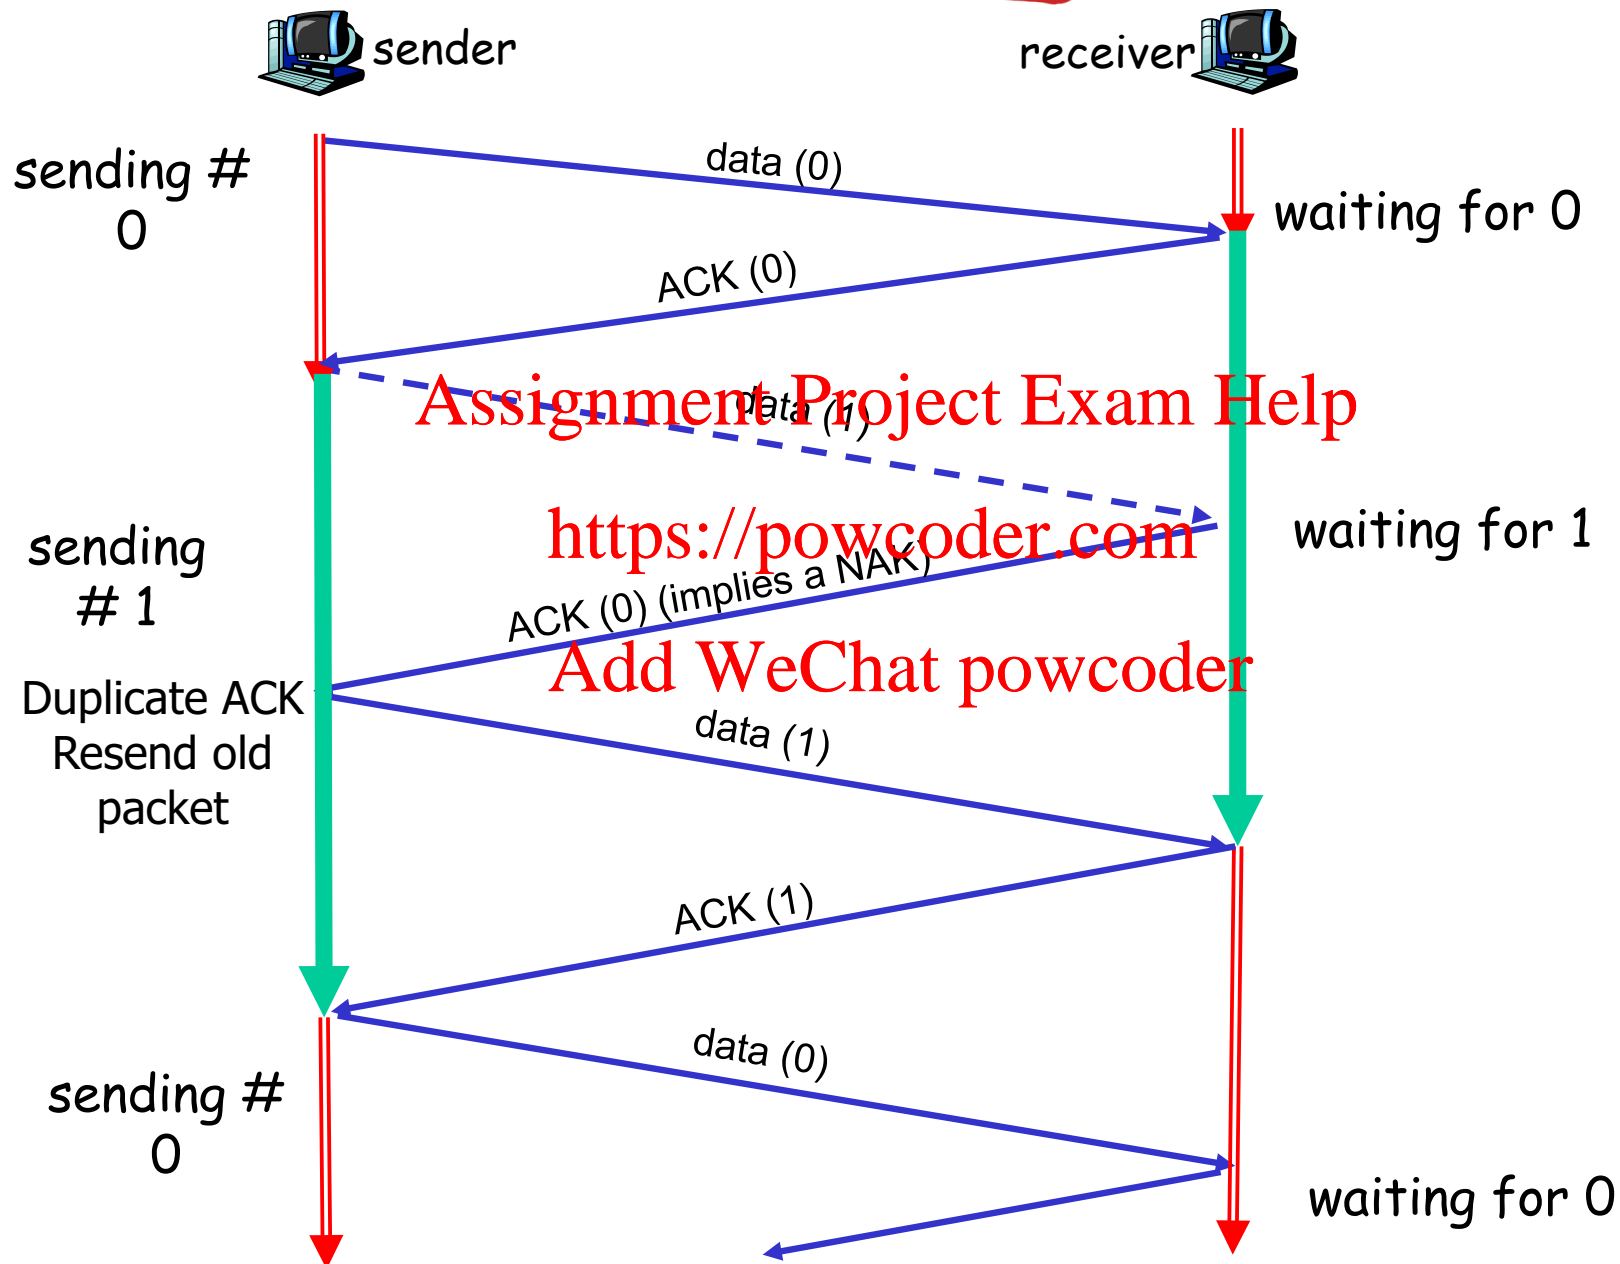 sender
receiver
sending #
0
data (0)
waiting for 0
ACK (0)
data (1)
Assignment Project Exam Help
sending
# 1
https://powcoder.com
waiting for 1
ACK (0) (implies a NAK)
Add WeChat powcoder
Duplicate ACK
Resend old
packet
data (1)
ACK (1)
data (0)
sending #
0
waiting for 0